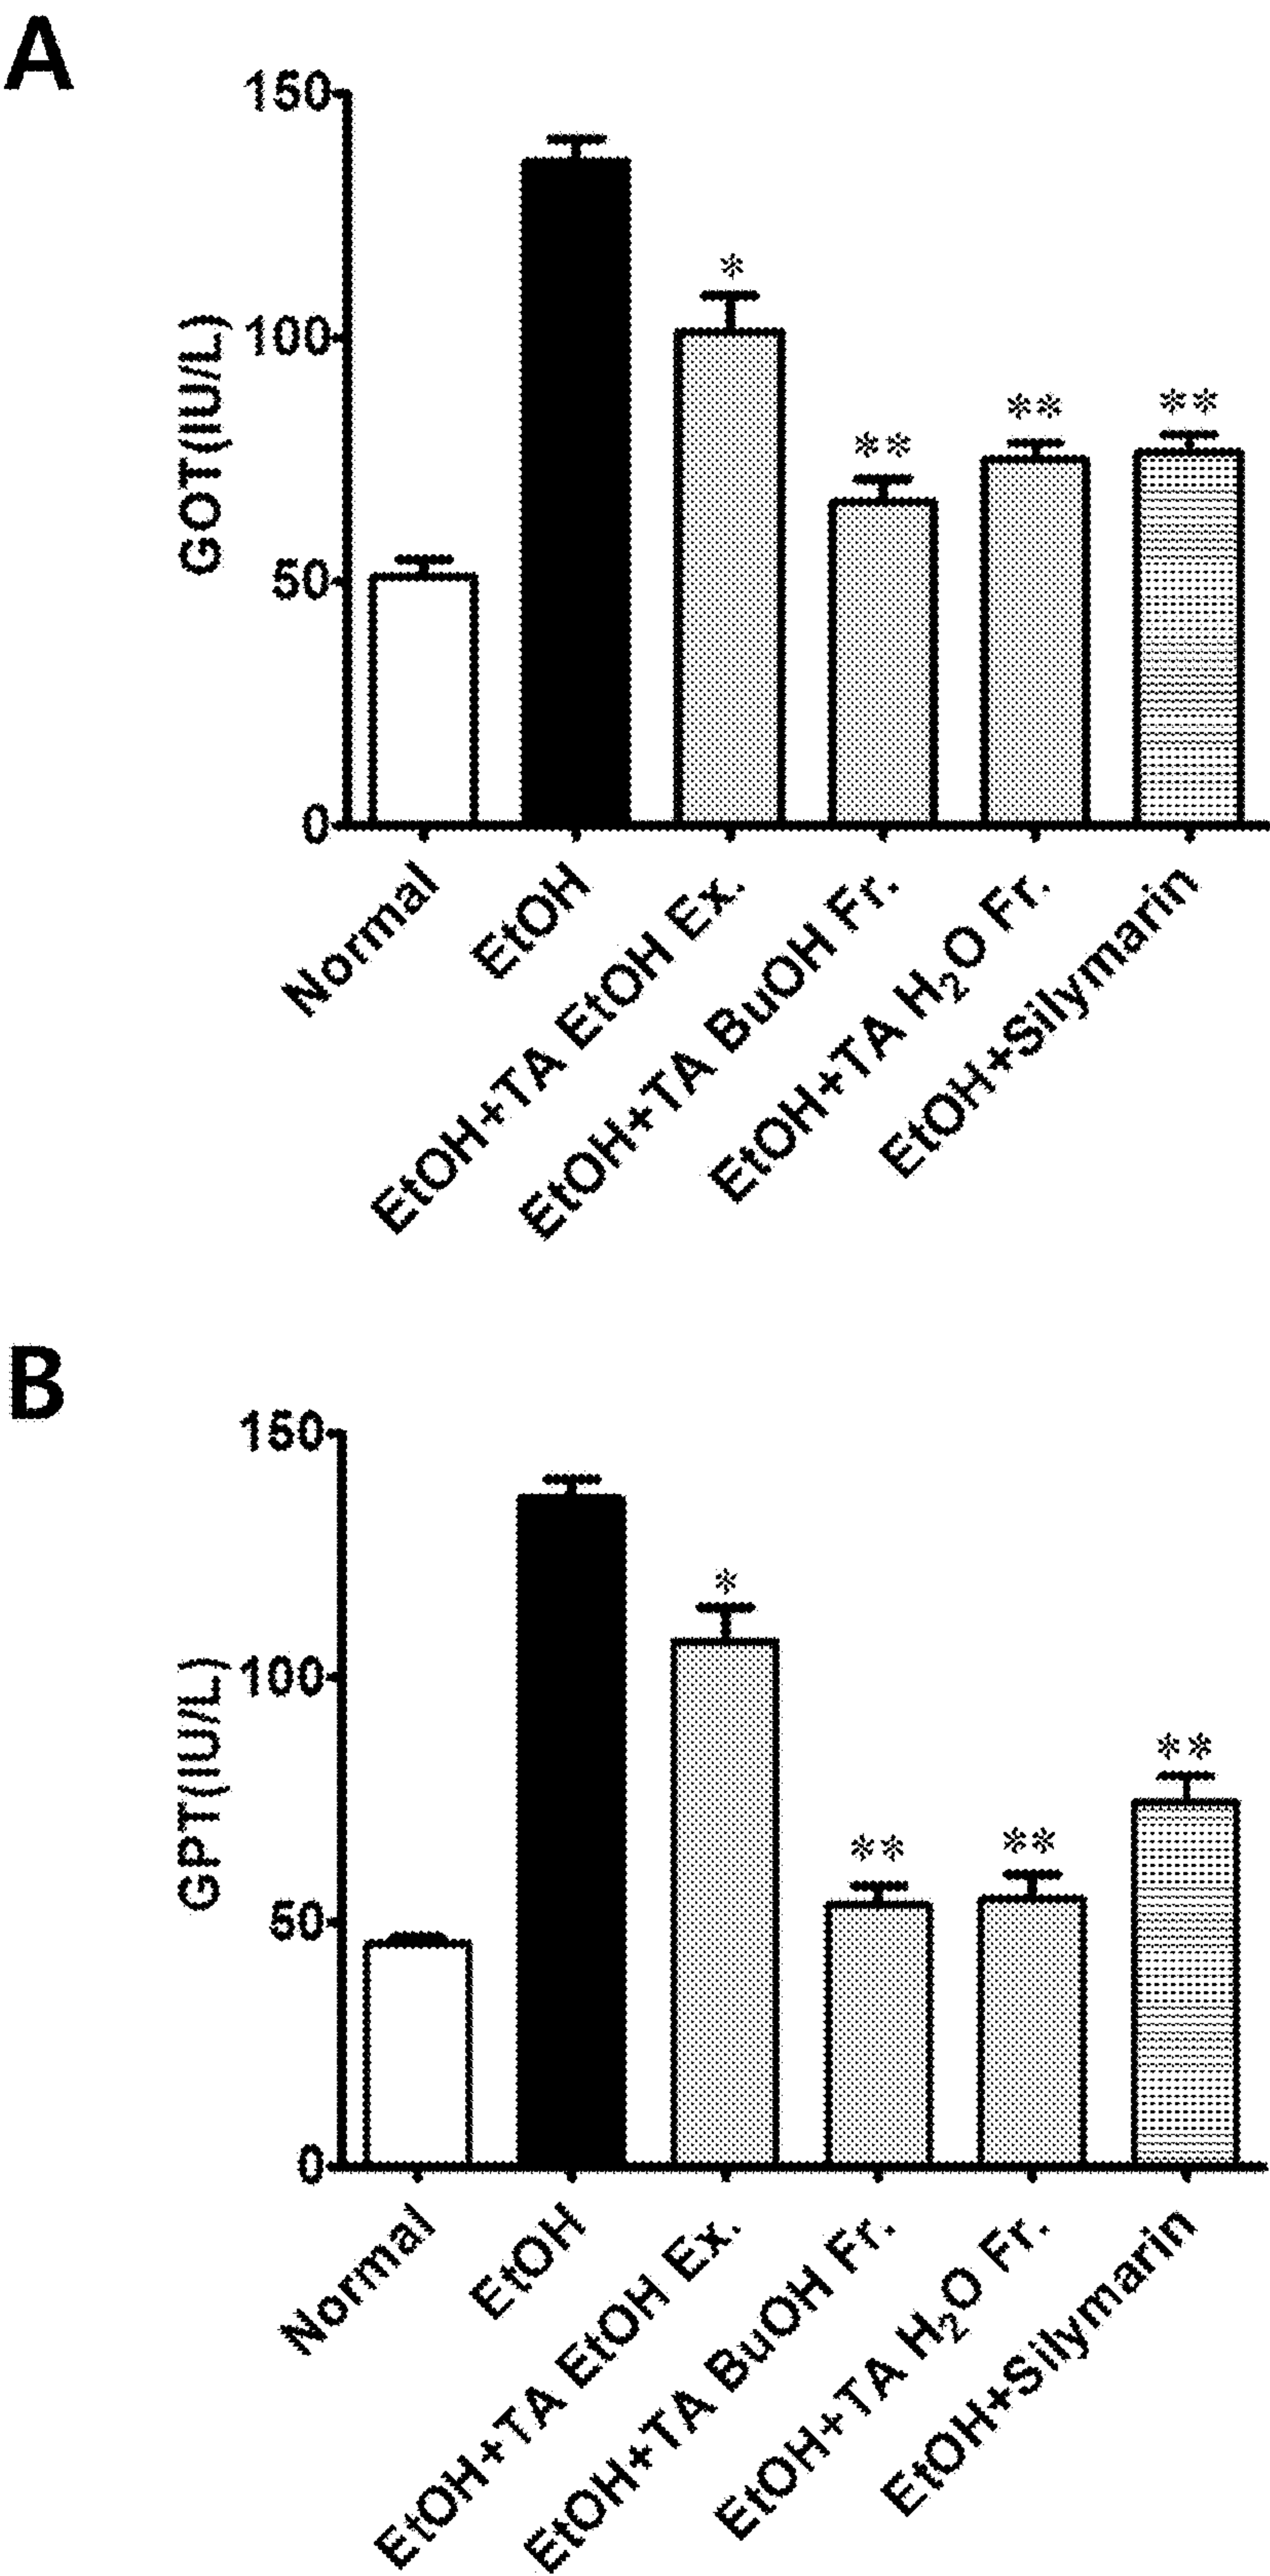 A
150
100
50
0
GOT(IU/L)
*
**
**
**
Normal
EtOH
EtOH+TA EtOH Ex.
EtOH+TA BuOH Fr.
EtOH+TA H₂O Fr.
EtOH+Silymarin
B
150
100
50
0
GPT(IU/L)
*
**
**
**
Normal
EtOH
EtOH+TA EtOH Ex.
EtOH+TA BuOH Fr.
EtOH+TA H₂O Fr.
EtOH+Silymarin